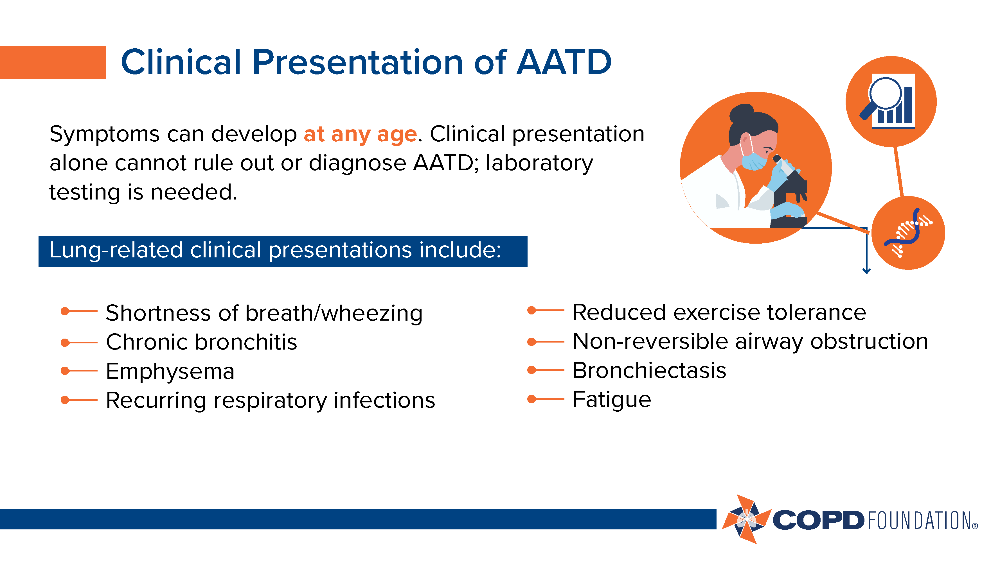 Clinical Presentation of AATD
Symptoms can develop at any age. Clinical presentation
alone cannot rule out or diagnose AATD; laboratory
testing is needed.
Lung-related clinical presentations include:
Shortness of breath/wheezing
Chronic bronchitis
Emphysema
Recurring respiratory infections
Reduced exercise tolerance
Non-reversible airway obstruction
Bronchiectasis
Fatigue
COPD FOUNDATION®